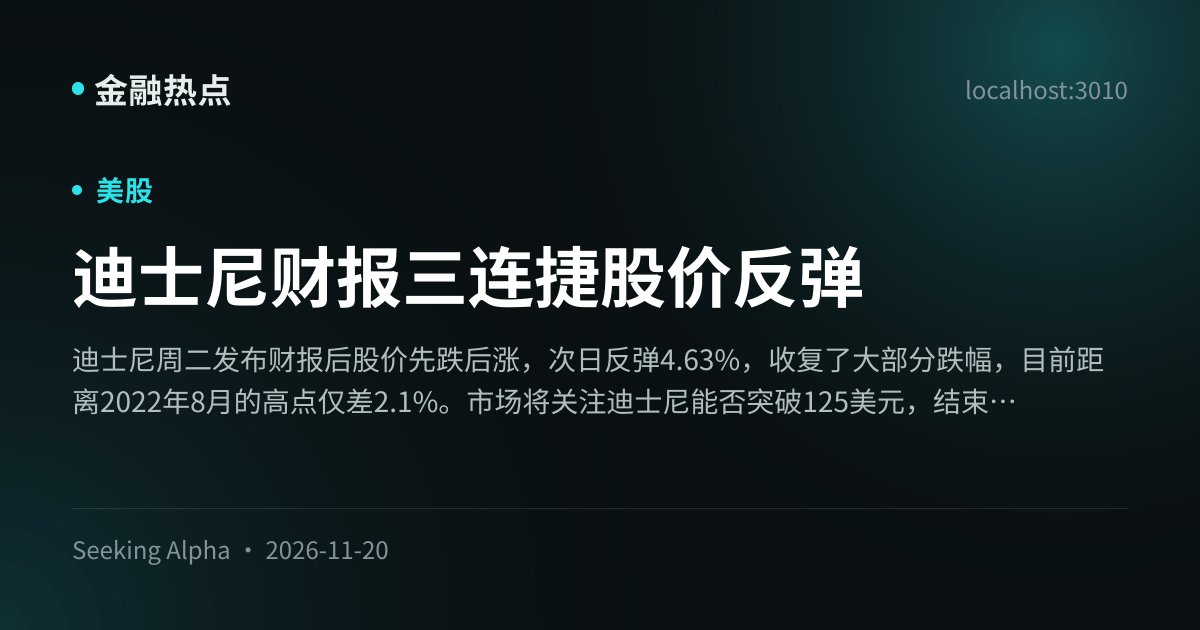 金融热点
localhost:3010
美股
迪士尼财报三连捷股价反弹
迪士尼周二发布财报后股价先跌后涨，次日反弹4.63%，收复了大部分跌幅，目前距
离2022年8月的高点仅差2.1%。市场将关注迪士尼能否突破125美元，结束…
Seeking Alpha · 2026-11-20